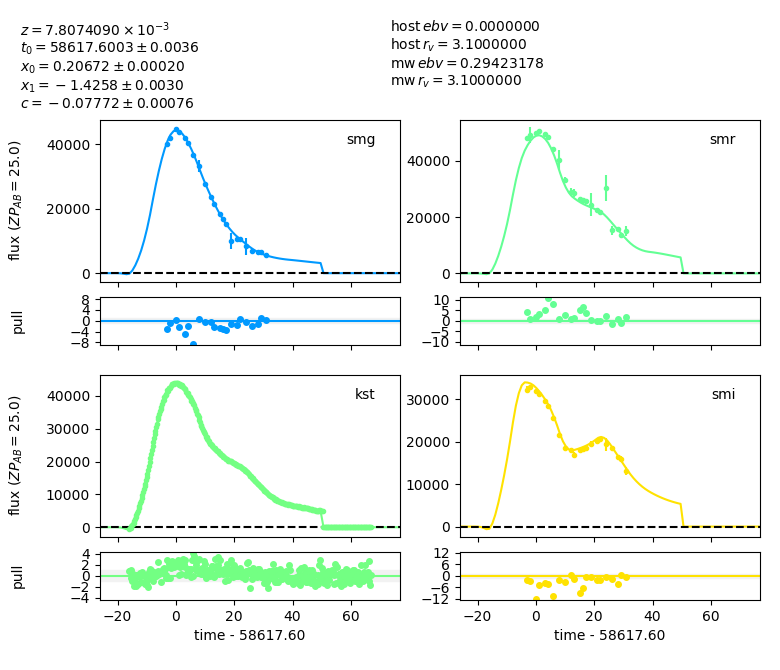 z = 7.8074090 × 10⁻³
t₀ = 58617.6003 ± 0.0036
x₀ = 0.20672 ± 0.00020
x₁ = −1.4258 ± 0.0030
c = −0.07772 ± 0.00076
host ebv = 0.0000000
host r_v = 3.1000000
mw ebv = 0.29423178
mw r_v = 3.1000000
smg
40000
20000
0
flux (ZP_AB = 25.0)
smr
40000
20000
0
8
4
0
−4
−8
pull
10
5
0
−5
−10
kst
40000
30000
20000
10000
0
flux (ZP_AB = 25.0)
smi
30000
20000
10000
0
4
2
0
−2
−4
pull
−20 0 20 40 60
time - 58617.60
12
6
0
−6
−12
−20 0 20 40 60
time - 58617.60